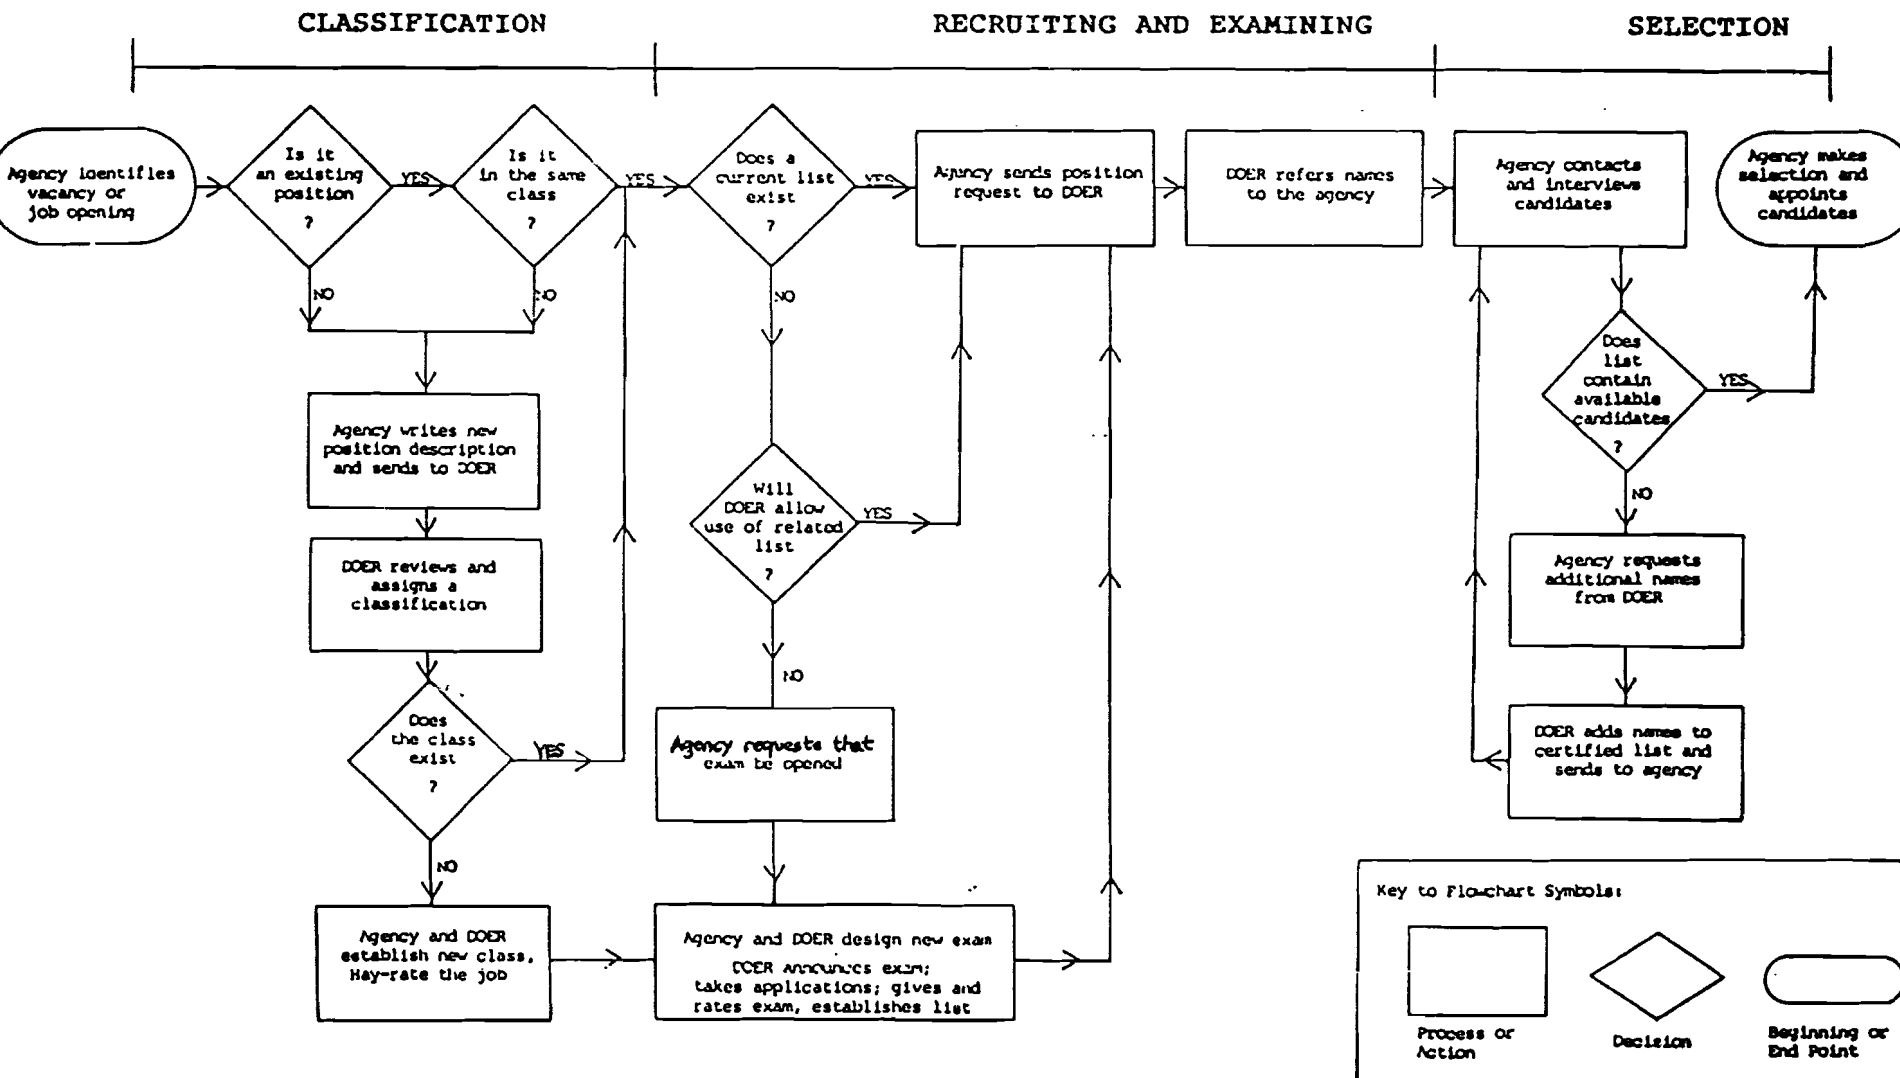 CLASSIFICATION
RECRUITING AND EXAMINING
SELECTION
Agency identifies
vacancy or
job opening
Is it
an existing
position
?
YES
NO
Is it
in the same
class
?
YES
NO
Does a
current list
exist
?
YES
NO
Agency sends position
request to DOER
DOER refers names
to the agency
Agency contacts
and interviews
candidates
Agency makes
selection and
appoints
candidates
Agency writes new
position description
and sends to DOER
DOER reviews and
assigns a
classification
Does
the class
exist
?
YES
NO
Agency and DOER
establish new class,
Hay-rate the job
Will
DOER allow
use of related
list
?
YES
NO
Agency requests that
exam be opened
Agency and DOER design new exam
DOER announces exam;
takes applications; gives and
rates exam, establishes list
Does
list
contain
available
candidates
?
YES
NO
Agency requests
additional names
from DOER
DOER adds names to
certified list and
sends to agency
Key to Flowchart Symbols:
Process or
Action
Decision
Beginning or
End Point